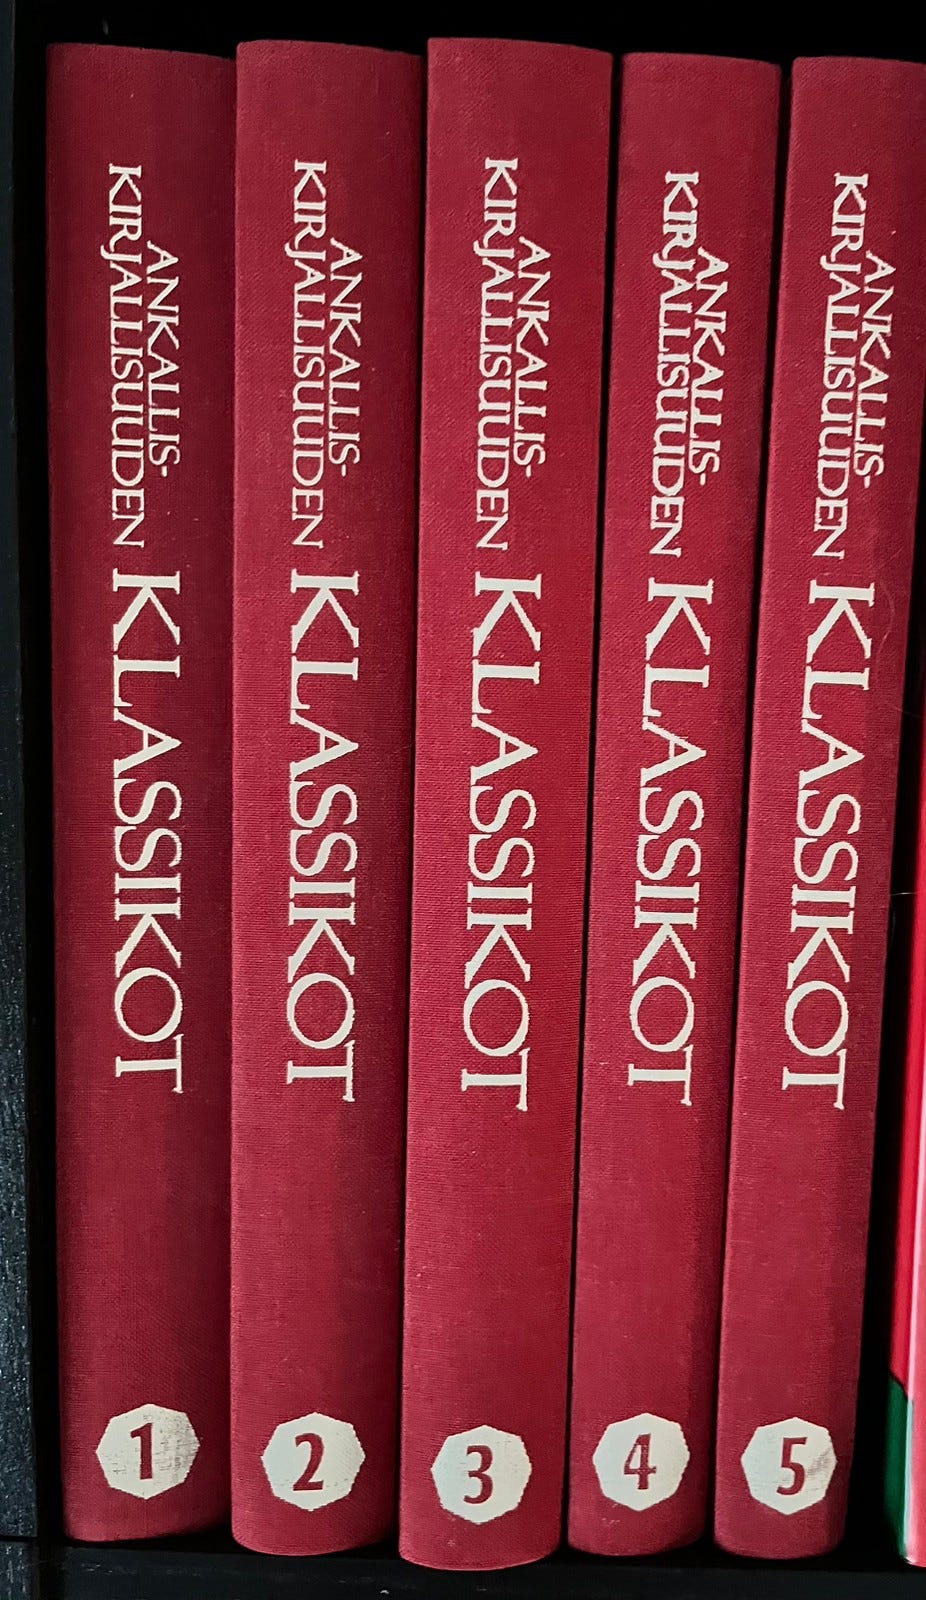 ANKALLIS-
KIRJALLISUUDEN
KLASSIKOT
1
ANKALLIS-
KIRJALLISUUDEN
KLASSIKOT
2
ANKALLIS-
KIRJALLISUUDEN
KLASSIKOT
3
ANKALLIS-
KIRJALLISUUDEN
KLASSIKOT
4
ANKALLIS-
KIRJALLISUUDEN
KLASSIKOT
5